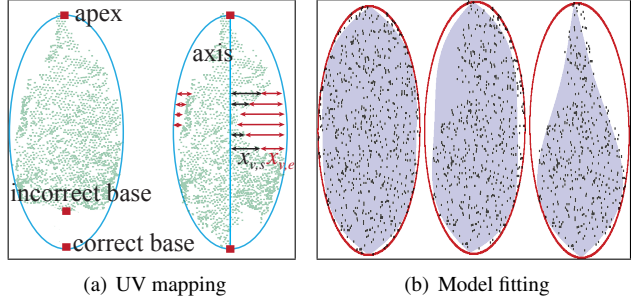 apex
axis
x_{v,s} x_{v,e}
incorrect base
correct base
(a) UV mapping
(b) Model fitting